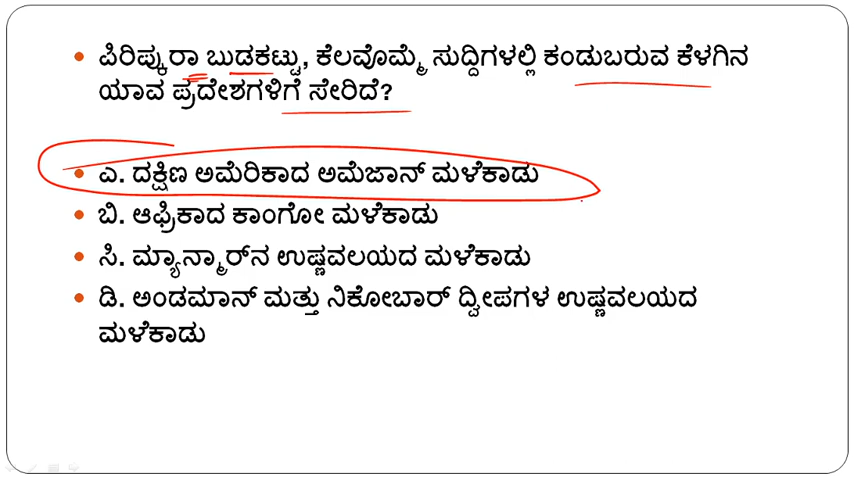 • ಪಿರಿಪ್ಕುರಾ ಬುಡಕಟ್ಟು, ಕೆಲವೊಮ್ಮೆ ಸುದ್ದಿಗಳಲ್ಲಿ ಕಂಡುಬರುವ ಕೆಳಗಿನ
ಯಾವ ಪ್ರದೇಶಗಳಿಗೆ ಸೇರಿದೆ?
• ಎ. ದಕ್ಷಿಣ ಅಮೆರಿಕಾದ ಅಮೆಜಾನ್ ಮಳೆಕಾಡು
• ಬಿ. ಆಫ್ರಿಕಾದ ಕಾಂಗೋ ಮಳೆಕಾಡು
• ಸಿ. ಮ್ಯಾನ್ಮಾರ್‌ನ ಉಷ್ಣವಲಯದ ಮಳೆಕಾಡು
• ಡಿ. ಅಂಡಮಾನ್ ಮತ್ತು ನಿಕೋಬಾರ್ ದ್ವೀಪಗಳ ಉಷ್ಣವಲಯದ
ಮಳೆಕಾಡು